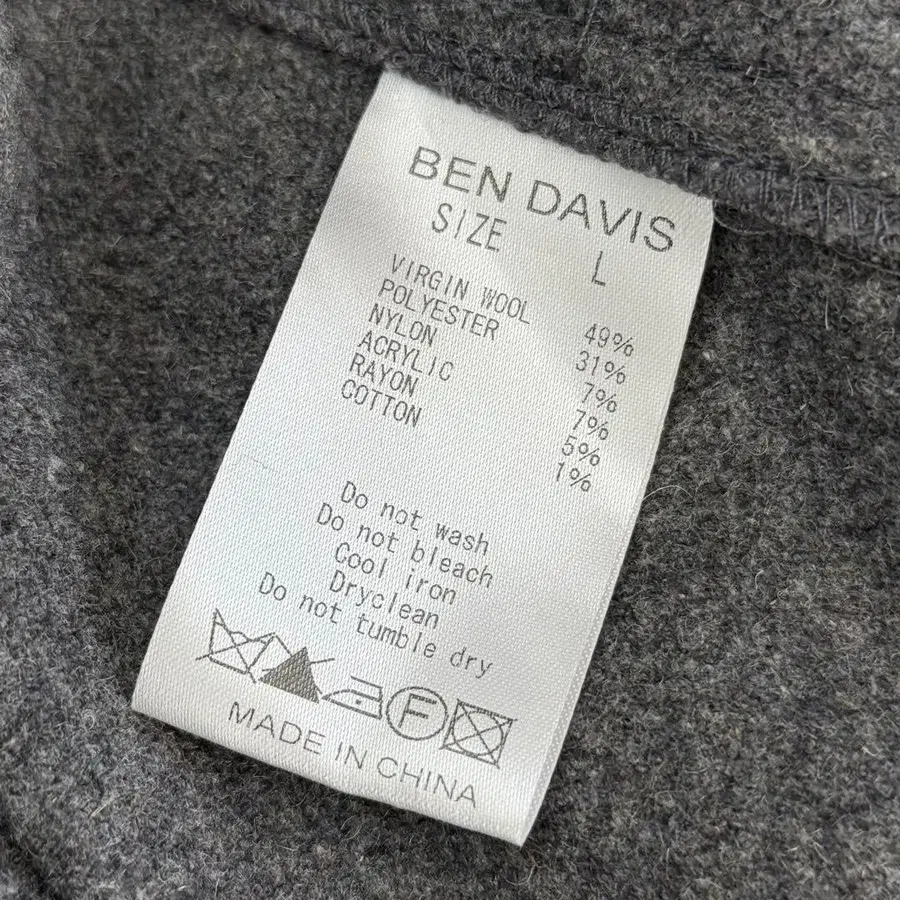 BEN DAVIS
SIZE L
VIRGIN WOOL 49%
POLYESTER 31%
NYLON 7%
ACRYLIC 7%
RAYON 5%
COTTON 1%
Do not wash
Do not bleach
Cool iron
Dryclean
Do not tumble dry
F
MADE IN CHINA